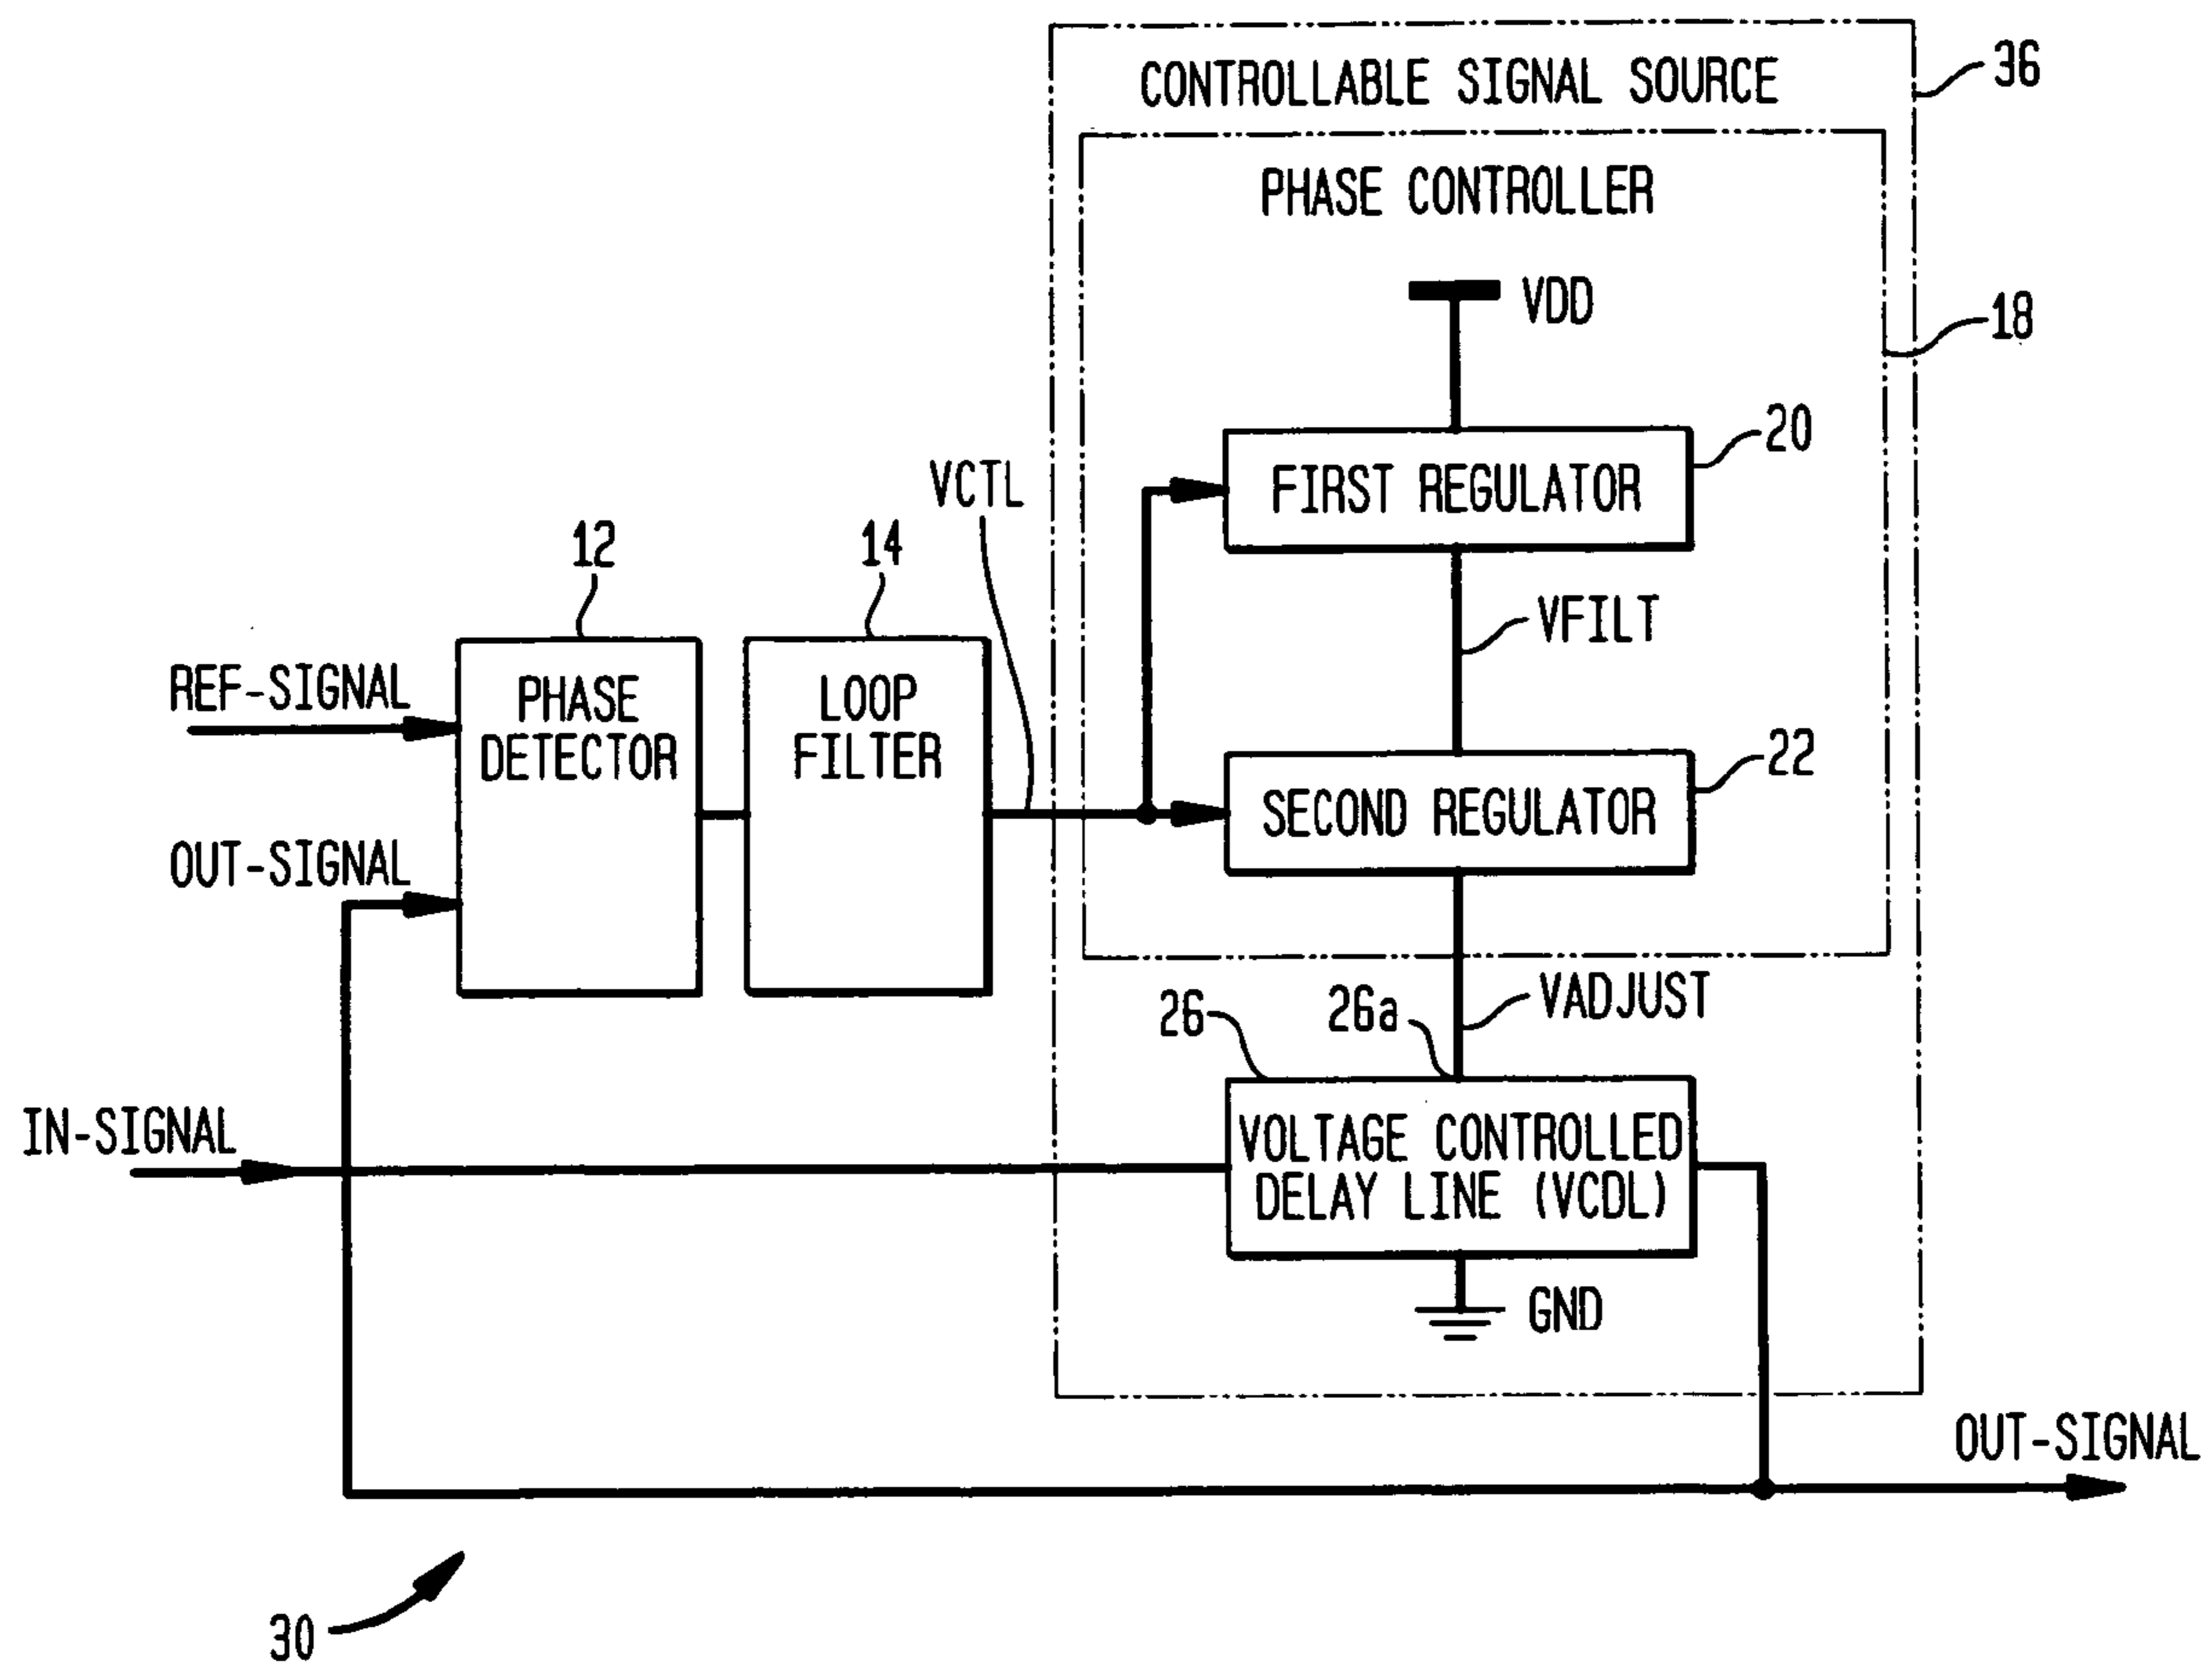 CONTROLLABLE SIGNAL SOURCE
36
PHASE CONTROLLER
VDD
18
20
FIRST REGULATOR
VCTL
12
14
VFILT
REF-SIGNAL
PHASE
DETECTOR
LOOP
FILTER
22
SECOND REGULATOR
OUT-SIGNAL
26
26a
VADJUST
IN-SIGNAL
VOLTAGE CONTROLLED
DELAY LINE (VCDL)
GND
OUT-SIGNAL
30